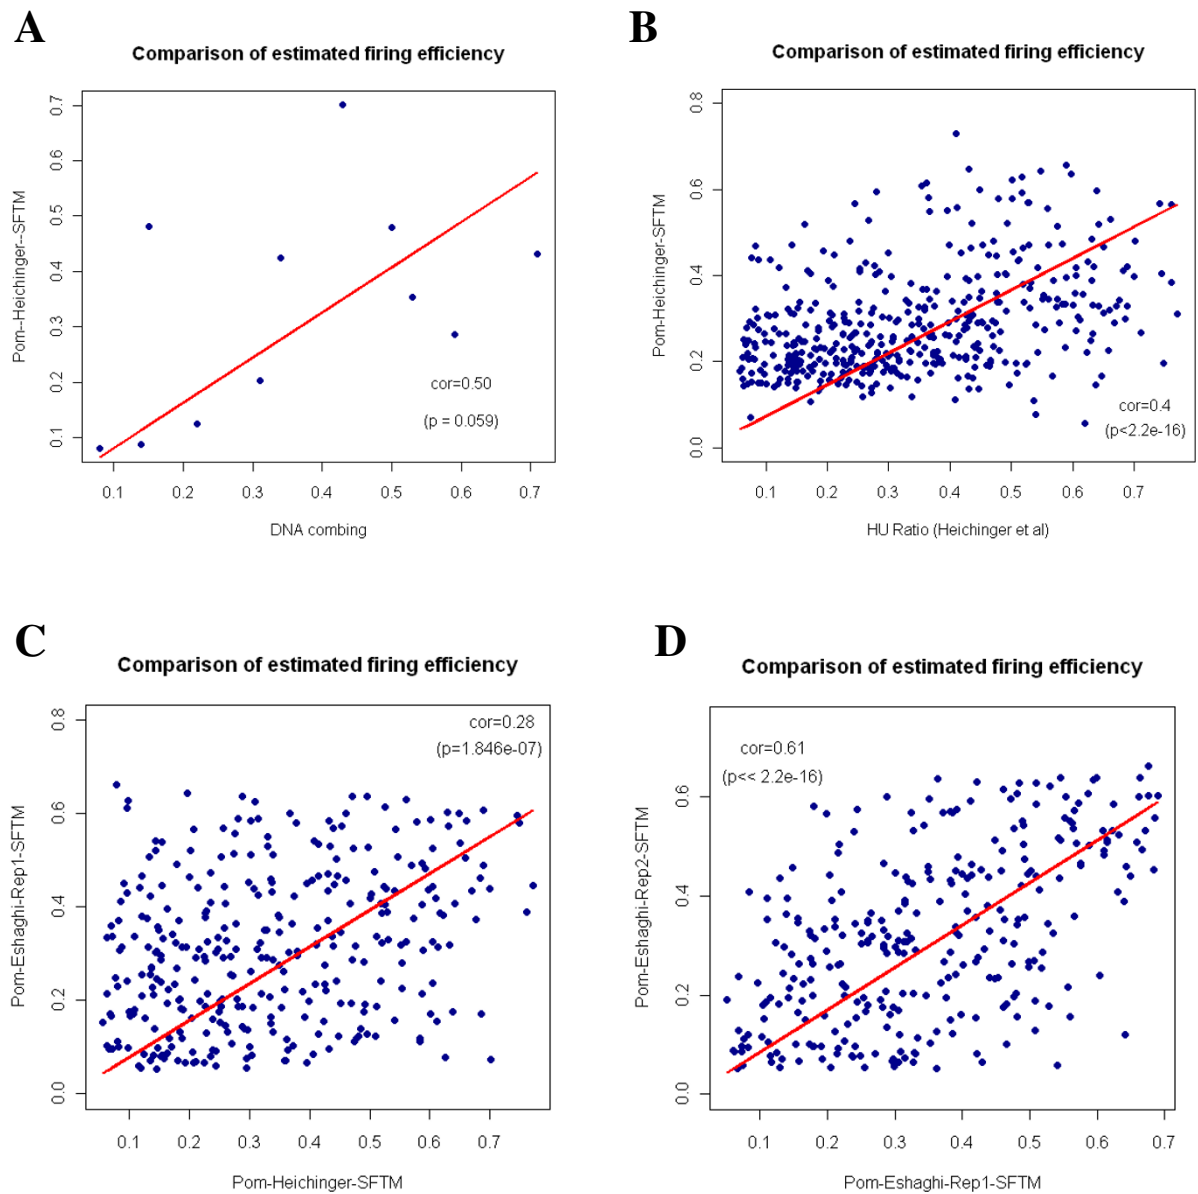 A
Comparison of estimated firing efficiency
Pom--Heichinger--SFTM
0.7
0.6
0.5
0.4
0.3
0.2
0.1
cor=0.50
(p = 0.059)
0.1 0.2 0.3 0.4 0.5 0.6 0.7
DNA combing
B
Comparison of estimated firing efficiency
Pom-Heichinger-SFTM
0.8
0.6
0.4
0.2
0.0
cor=0.4
(p<2.2e-16)
0.1 0.2 0.3 0.4 0.5 0.6 0.7
HU Ratio (Heichinger et al)
C
Comparison of estimated firing efficiency
Pom-Eshaghi-Rep1-SFTM
0.8
0.6
0.4
0.2
0.0
cor=0.28
(p=1.846e-07)
0.1 0.2 0.3 0.4 0.5 0.6 0.7
Pom-Heichinger-SFTM
D
Comparison of estimated firing efficiency
Pom-Eshaghi-Rep2-SFTM
0.6
0.4
0.2
0.0
cor=0.61
(p<< 2.2e-16)
0.1 0.2 0.3 0.4 0.5 0.6 0.7
Pom-Eshaghi-Rep1-SFTM